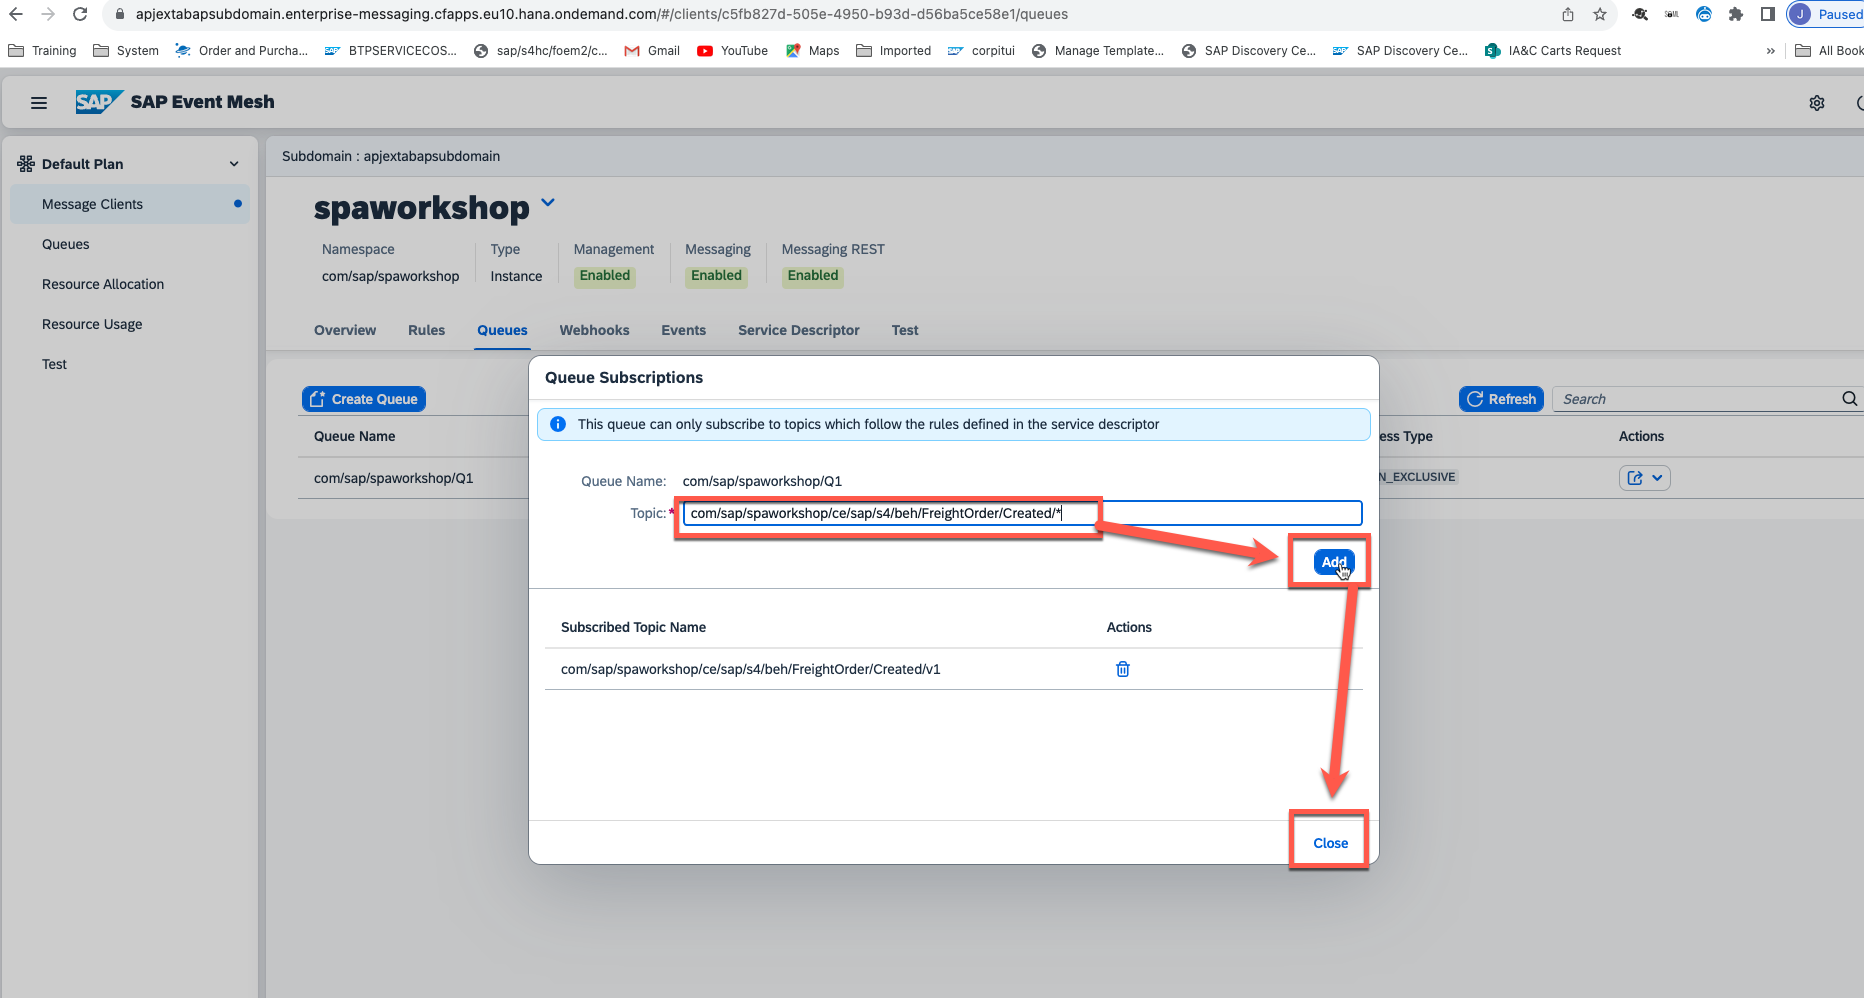 apjextabapsubdomain.enterprise-messaging.cfapps.eu10.hana.ondemand.com/#/clients/c5fb827d-505e-4950-b93d-d56ba5ce58e1/queues
J Paused
Training System Order and Purcha... BTPSERVICECOS... sap/s4hc/foem2/c... Gmail YouTube Maps Imported corpitui Manage Template... SAP Discovery Ce... SAP Discovery Ce... IA&C Carts Request » All Book
SAP SAP Event Mesh
Default Plan
Message Clients
Queues
Resource Allocation
Resource Usage
Test
Subdomain : apjextabapsubdomain
spaworkshop
Namespace Type Management Messaging Messaging REST
com/sap/spaworkshop Instance Enabled Enabled Enabled
Overview Rules Queues Webhooks Events Service Descriptor Test
Create Queue Refresh Search
Queue Name ess Type Actions
com/sap/spaworkshop/Q1 N_EXCLUSIVE
Queue Subscriptions
This queue can only subscribe to topics which follow the rules defined in the service descriptor
Queue Name: com/sap/spaworkshop/Q1
Topic:* com/sap/spaworkshop/ce/sap/s4/beh/FreightOrder/Created/*
Add
Subscribed Topic Name Actions
com/sap/spaworkshop/ce/sap/s4/beh/FreightOrder/Created/v1
Close